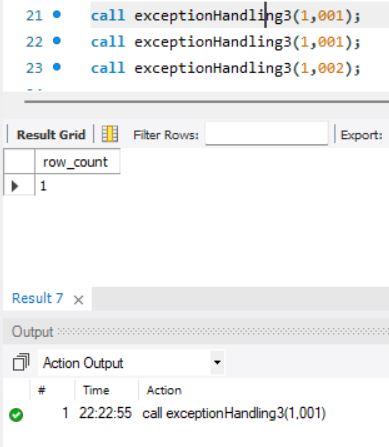 21 call exceptionHandling3(1,001);
22 call exceptionHandling3(1,001);
23 call exceptionHandling3(1,002);
Result Grid Filter Rows: Export:
row_count
1
Result 7 ×
Output
Action Output
# Time Action
1 22:22:55 call exceptionHandling3(1,001)